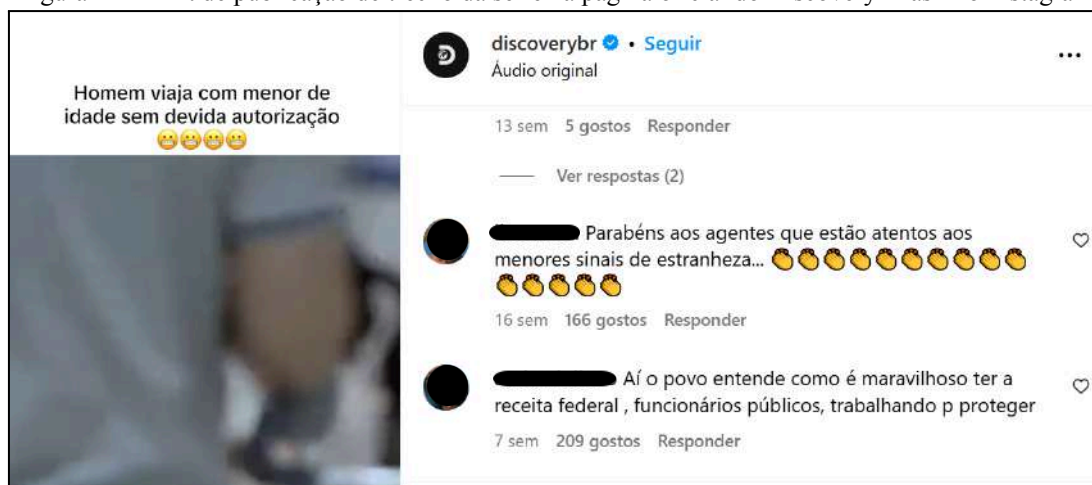 discoverybr • Seguir
Áudio original
Homem viaja com menor de
idade sem devida autorização
😬😬😬😬
13 sem 5 gostos Responder
Ver respostas (2)
Parabéns aos agentes que estão atentos aos
menores sinais de estranheza... 👏👏👏👏👏👏👏👏👏👏
👏👏👏👏👏
16 sem 166 gostos Responder
Aí o povo entende como é maravilhoso ter a
receita federal , funcionários públicos, trabalhando p proteger
7 sem 209 gostos Responder